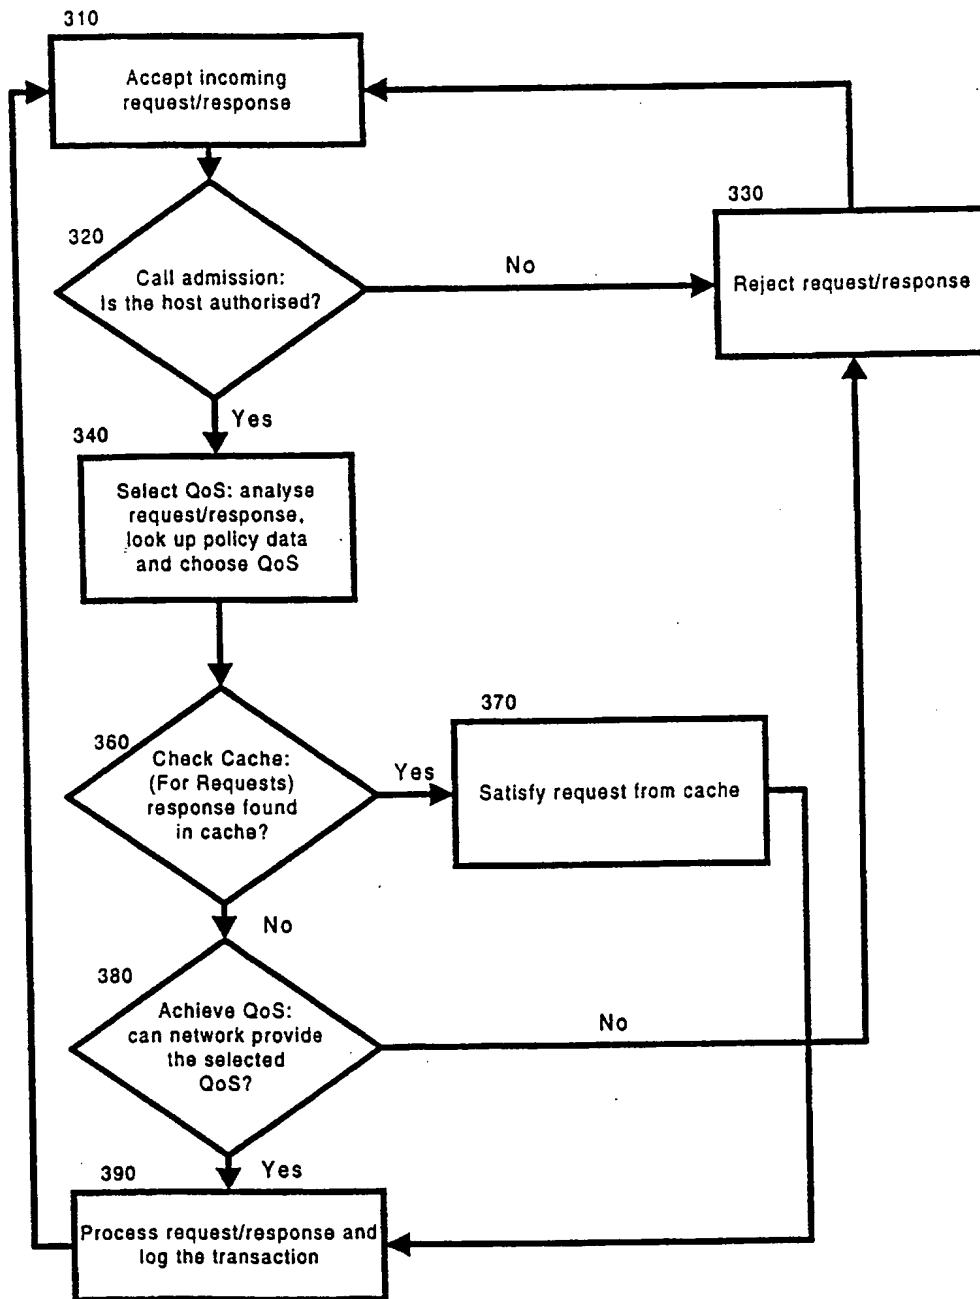 310
Accept incoming
request/response
320
Call admission:
Is the host authorised?
No
330
Reject request/response
Yes
340
Select QoS: analyse
request/response,
look up policy data
and choose QoS
360
Check Cache:
(For Requests)
response found
in cache?
Yes
370
Satisfy request from cache
No
380
Achieve QoS:
can network provide
the selected
QoS?
No
Yes
390
Process request/response and
log the transaction